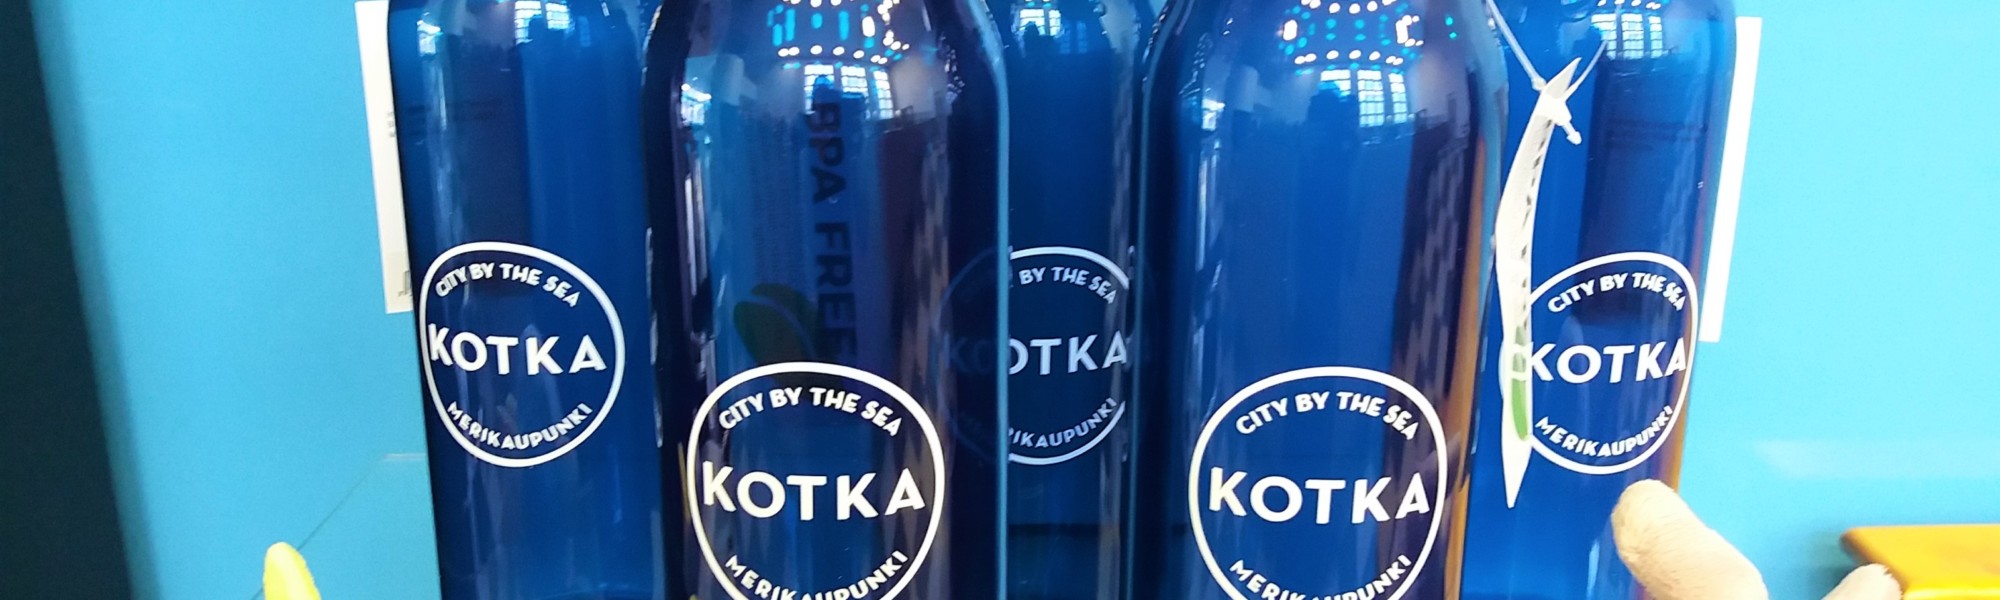 CITY BY THE SEA
KOTKA
MERIKAUPUNKI
BPA FREE
CITY BY THE SEA
KOTKA
MERIKAUPUNKI
BY THE SEA
KOTKA
RIKAUPUNKI
CITY BY THE SEA
KOTKA
MERIKAUPUNKI
CITY BY THE SEA
KOTKA
MERIKAUPUNKI